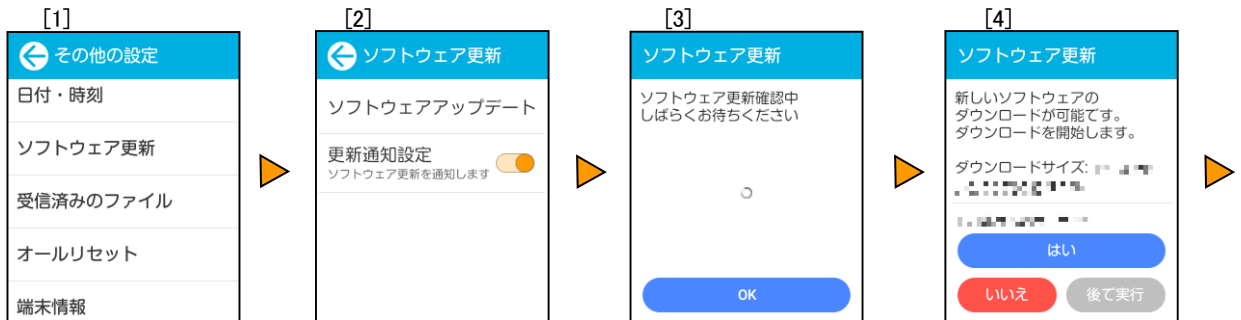 [1]
その他の設定
日付・時刻
ソフトウェア更新
受信済みのファイル
オールリセット
端末情報
[2]
ソフトウェア更新
ソフトウェアアップデート
更新通知設定
ソフトウェア更新を通知します
[3]
ソフトウェア更新
ソフトウェア更新確認中
しばらくお待ちください
OK
[4]
ソフトウェア更新
新しいソフトウェアの
ダウンロードが可能です。
ダウンロードを開始します。
ダウンロードサイズ:
はい
いいえ
後で実行